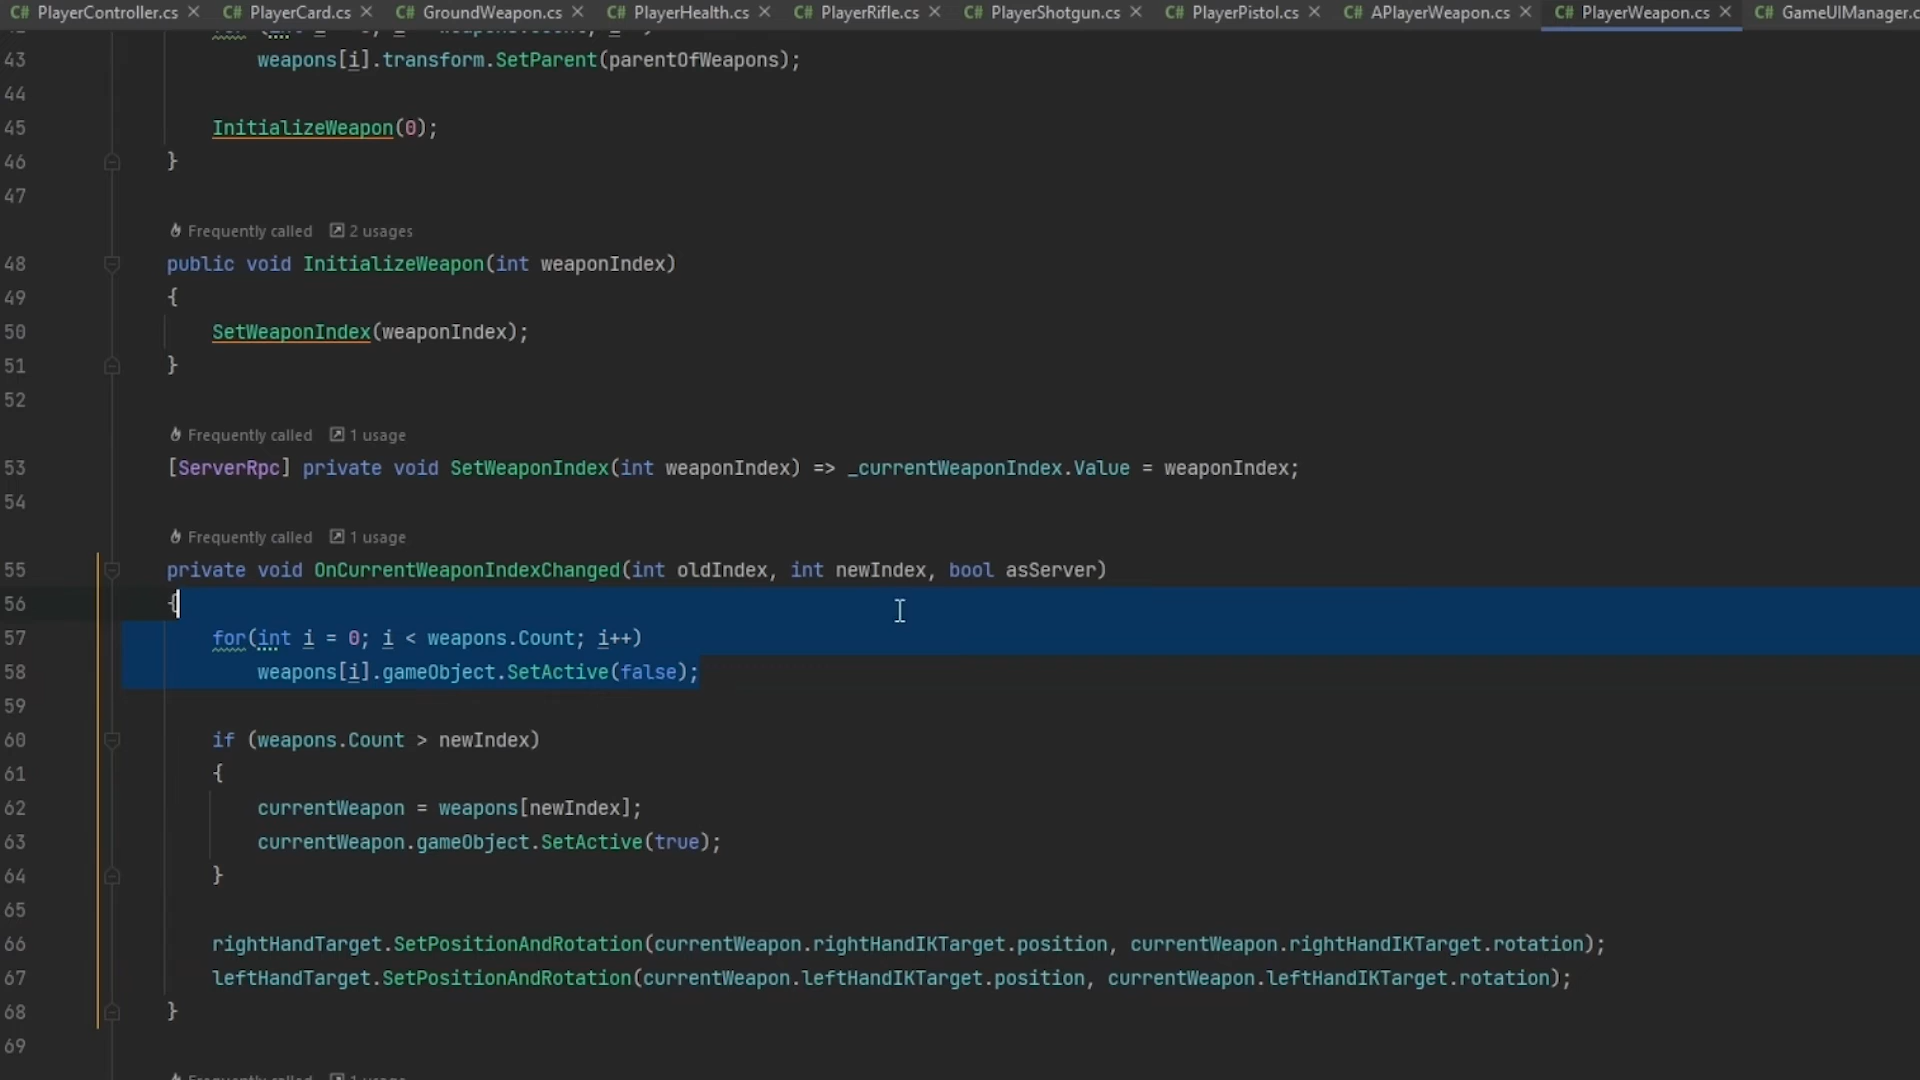 C# PlayerController.cs × C# PlayerCard.cs × C# GroundWeapon.cs × C# PlayerHealth.cs × C# PlayerRifle.cs × C# PlayerShotgun.cs × C# PlayerPistol.cs × C# APlayerWeapon.cs × C# PlayerWeapon.cs × C# GameUIManager.c
43 weapons[i].transform.SetParent(parentOfWeapons);
44
45 InitializeWeapon(0);
46 }
47
Frequently called 2 usages
48 public void InitializeWeapon(int weaponIndex)
49 {
50 SetWeaponIndex(weaponIndex);
51 }
52
Frequently called 1 usage
53 [ServerRpc] private void SetWeaponIndex(int weaponIndex) => _currentWeaponIndex.Value = weaponIndex;
54
Frequently called 1 usage
55 private void OnCurrentWeaponIndexChanged(int oldIndex, int newIndex, bool asServer)
56 {
57 for(int i = 0; i < weapons.Count; i++)
58 weapons[i].gameObject.SetActive(false);
59
60 if (weapons.Count > newIndex)
61 {
62 currentWeapon = weapons[newIndex];
63 currentWeapon.gameObject.SetActive(true);
64 }
65
66 rightHandTarget.SetPositionAndRotation(currentWeapon.rightHandIKTarget.position, currentWeapon.rightHandIKTarget.rotation);
67 leftHandTarget.SetPositionAndRotation(currentWeapon.leftHandIKTarget.position, currentWeapon.leftHandIKTarget.rotation);
68 }
69
Frequently called 1 usage